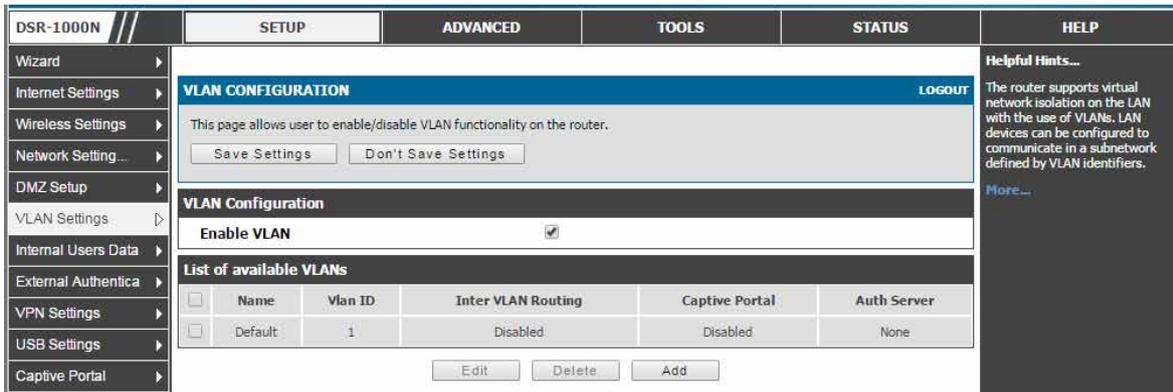 DSR-1000N
SETUP
ADVANCED
TOOLS
STATUS
HELP
Wizard
Internet Settings
Wireless Settings
Network Setting...
DMZ Setup
VLAN Settings
Internal Users Data
External Authentica
VPN Settings
USB Settings
Captive Portal
VLAN CONFIGURATION
LOGOUT
This page allows user to enable/disable VLAN functionality on the router.
Save Settings
Don't Save Settings
VLAN Configuration
Enable VLAN
List of available VLANs
Name Vlan ID Inter VLAN Routing Captive Portal Auth Server
Default 1 Disabled Disabled None
Edit
Delete
Add
Helpful Hints...
The router supports virtual
network isolation on the LAN
with the use of VLANs. LAN
devices can be configured to
communicate in a subnetwork
defined by VLAN identifiers.
More...